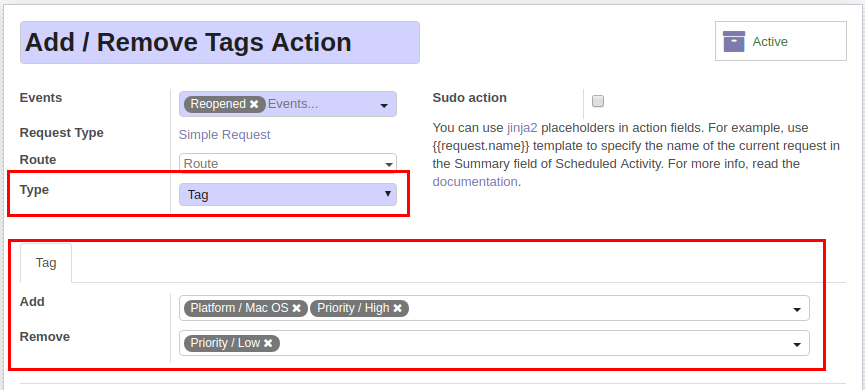 Add / Remove Tags Action
Active
Events
Reopened ✖ Events...
Sudo action
Request Type
Simple Request
Route
Route
Type
Tag
You can use jinja2 placeholders in action fields. For example, use
{{request.name}} template to specify the name of the current request in
the Summary field of Scheduled Activity. For more info, read the
documentation.
Tag
Add
Platform / Mac OS ✖ Priority / High ✖
Remove
Priority / Low ✖